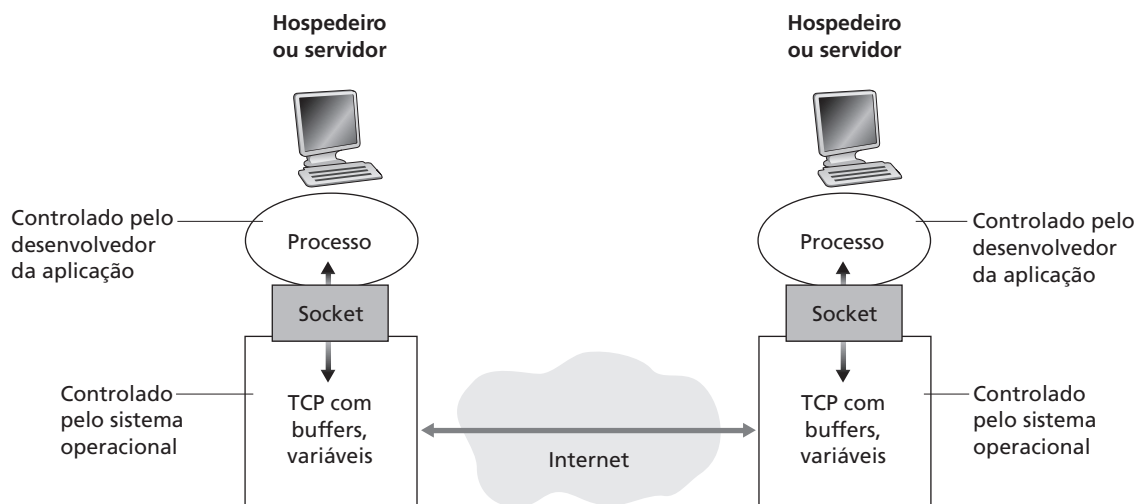 Hospedeiro
ou servidor
Hospedeiro
ou servidor
Controlado pelo
desenvolvedor
da aplicação
Processo
Processo
Controlado pelo
desenvolvedor
da aplicação
Socket
Socket
Controlado
pelo sistema
operacional
TCP com
buffers,
variáveis
Internet
TCP com
buffers,
variáveis
Controlado
pelo sistema
operacional